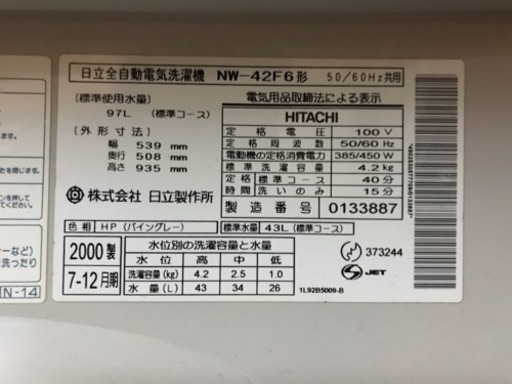 日立全自動電気洗濯機 NW-42F6形 50/60Hz共用
(標準使用水量)
97L (標準コース)
(外形寸法)
幅 539 mm
奥行 508 mm
高さ 935 mm
株式会社 日立製作所
電気用品取締法による表示
HITACHI
定格電圧 100V
定格周波数 50/60Hz
電動機の定格消費電力 385/450W
標準洗濯容量 4.2kg
定格 標準コース 40分
時間 洗いのみ 15分
製造番号 0133887
色相 HP (パイングレー) 標準水量 43L (標準コース)
2000製
7-12月期
水位別の洗濯容量と水量
水位 高 中 低
洗濯容量(kg) 4.2 2.5 1.0
水量(L) 43 34 26
373244
JET
1L92B5009-B
N-14